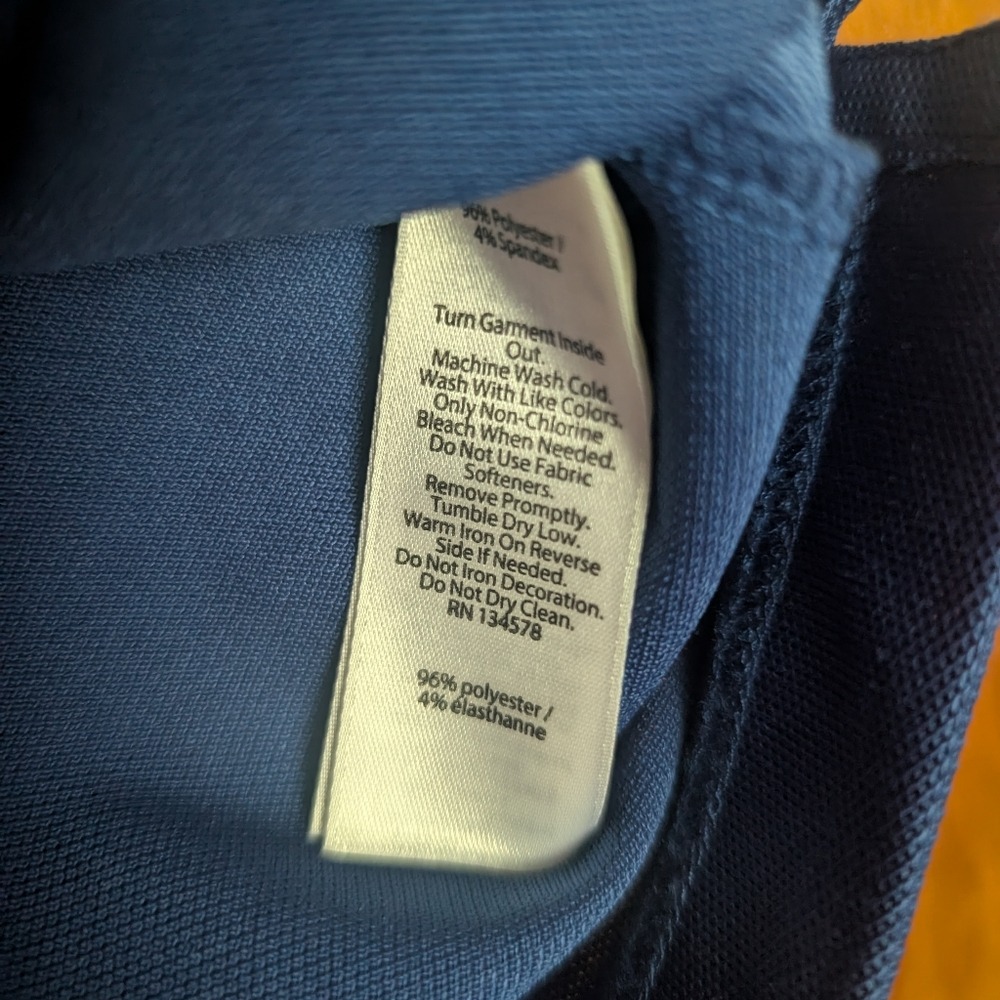 96% Polyester /
4% Spandex
Turn Garment Inside
Out.
Machine Wash Cold.
Wash With Like Colors.
Only Non-Chlorine
Bleach When Needed.
Do Not Use Fabric
Softeners.
Remove Promptly.
Tumble Dry Low.
Warm Iron On Reverse
Side If Needed.
Do Not Iron Decoration.
Do Not Dry Clean.
RN 134578
96% polyester /
4% élasthanne